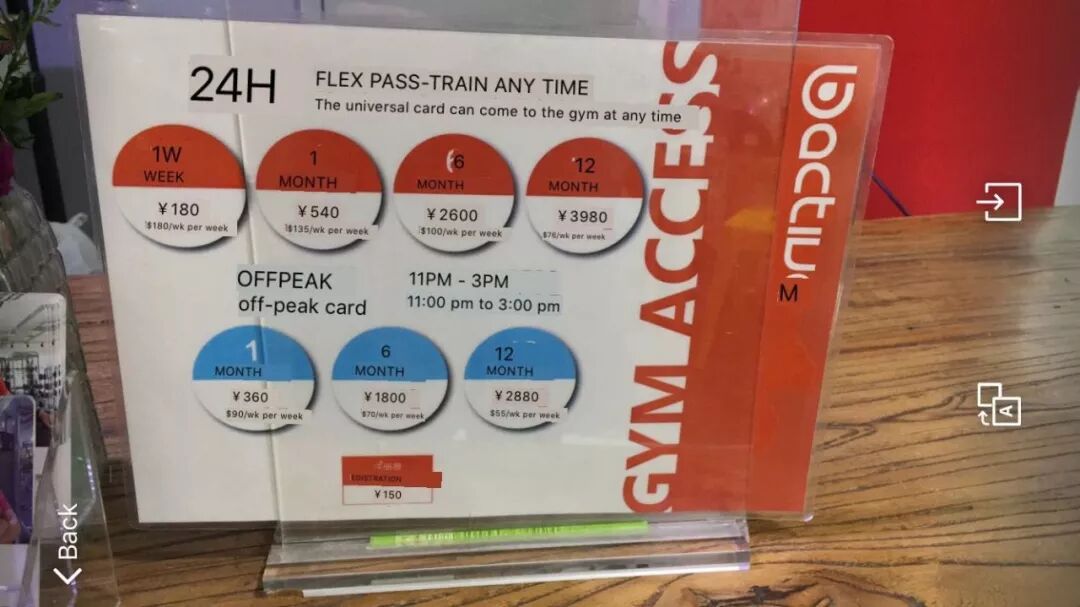 24H
FLEX PASS-TRAIN ANY TIME
The universal card can come to the gym at any time
1W
WEEK
¥180
$180/wk per week
1
MONTH
¥540
$135/wk per week
6
MONTH
¥2600
$100/wk per week
12
MONTH
¥3980
$76/wk per week
OFFPEAK
off-peak card
11PM - 3PM
11:00 pm to 3:00 pm
1
MONTH
¥360
$90/wk per week
6
MONTH
¥1800
$70/wk per week
12
MONTH
¥2880
$55/wk per week
EGISTRATION
¥150
GYM ACCESS
bactiv
M
Back
A